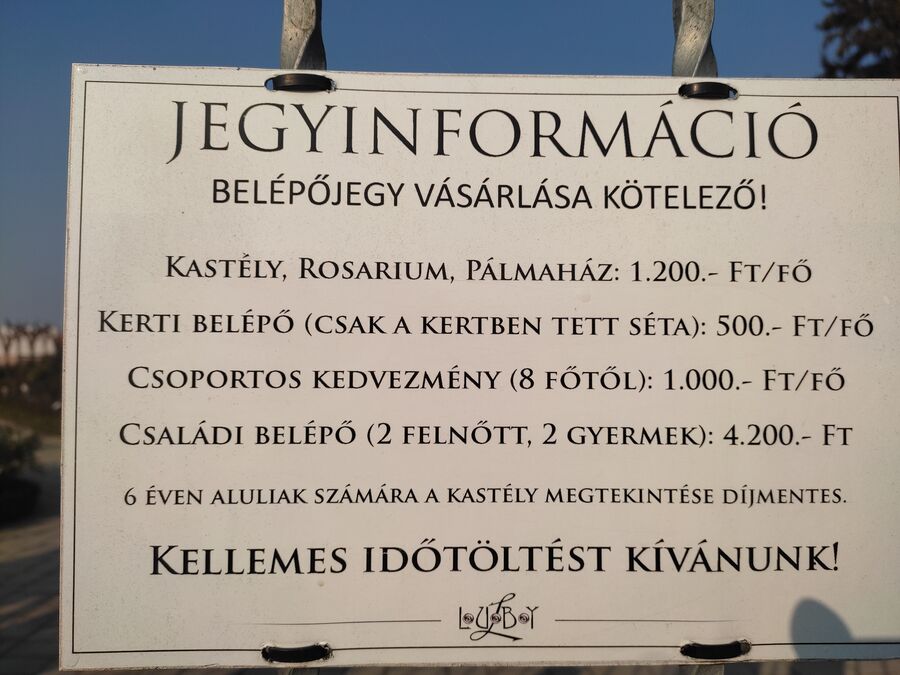 JEGYINFORMÁCIÓ
BELÉPŐJEGY VÁSÁRLÁSA KÖTELEZŐ!
KASTÉLY, ROSARIUM, PÁLMAHÁZ: 1.200.- FT/FŐ
KERTI BELÉPŐ (CSAK A KERTBEN TETT SÉTA): 500.- FT/FŐ
CSOPORTOS KEDVEZMÉNY (8 FŐTŐL): 1.000.- FT/FŐ
CSALÁDI BELÉPŐ (2 FELNŐTT, 2 GYERMEK): 4.200.- FT
6 ÉVEN ALULIAK SZÁMÁRA A KASTÉLY MEGTEKINTÉSE DÍJMENTES.
KELLEMES IDŐTÖLTÉST KÍVÁNUNK!